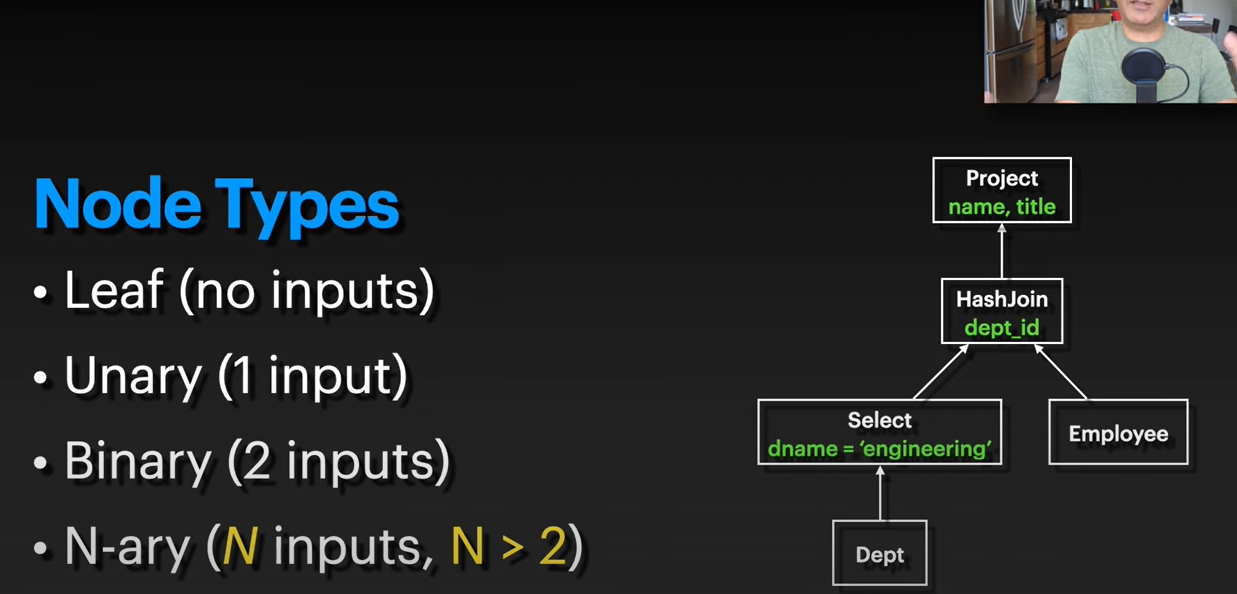 Node Types
• Leaf (no inputs)
• Unary (1 input)
• Binary (2 inputs)
• N-ary (N inputs, N > 2)
Project
name, title
HashJoin
dept_id
Select
dname = ‘engineering’
Employee
Dept